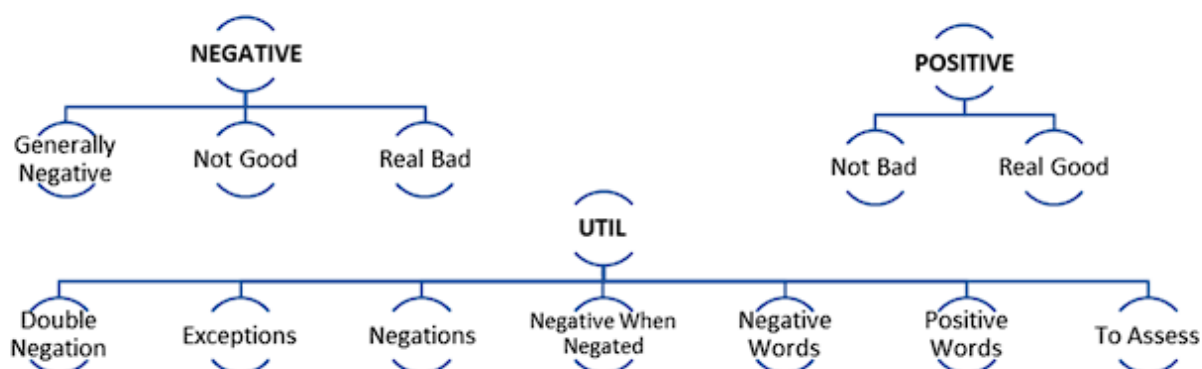 NEGATIVE
POSITIVE
Generally
Negative
Not Good
Real Bad
Not Bad
Real Good
UTIL
Double
Negation
Exceptions
Negations
Negative When
Negated
Negative
Words
Positive
Words
To Assess